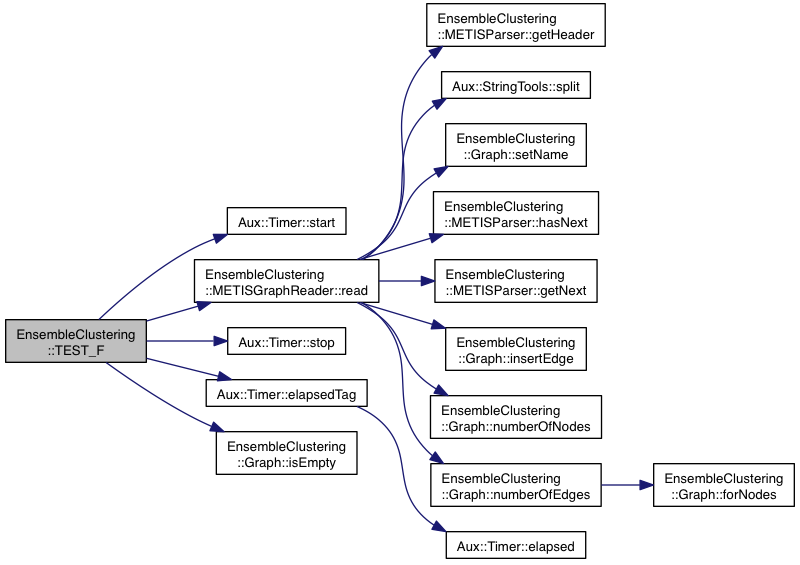 EnsembleClustering
::METISParser::getHeader
Aux::StringTools::split
EnsembleClustering
::Graph::setName
EnsembleClustering
::METISParser::hasNext
Aux::Timer::start
EnsembleClustering
::METISGraphReader::read
EnsembleClustering
::METISParser::getNext
EnsembleClustering
::TEST_F
Aux::Timer::stop
EnsembleClustering
::Graph::insertEdge
Aux::Timer::elapsedTag
EnsembleClustering
::Graph::numberOfNodes
EnsembleClustering
::Graph::isEmpty
EnsembleClustering
::Graph::numberOfEdges
EnsembleClustering
::Graph::forNodes
Aux::Timer::elapsed